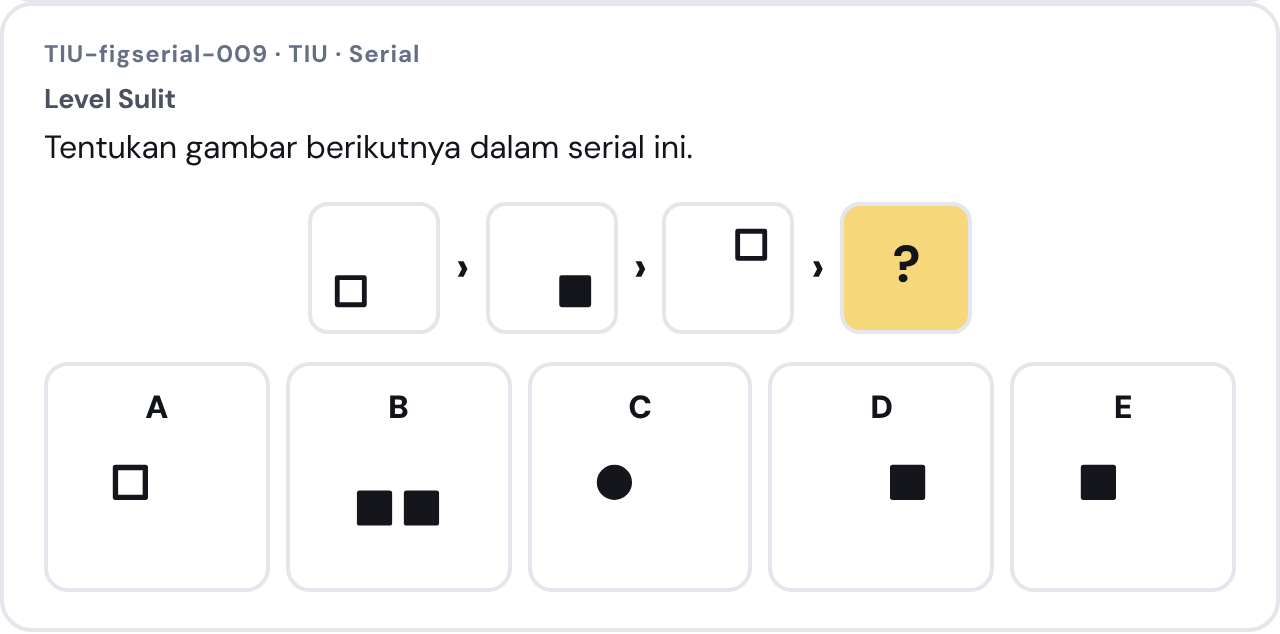 TIU-figserial-009 · TIU · Serial
Level Sulit
Tentukan gambar berikutnya dalam serial ini.
› › › ?
A B C D E